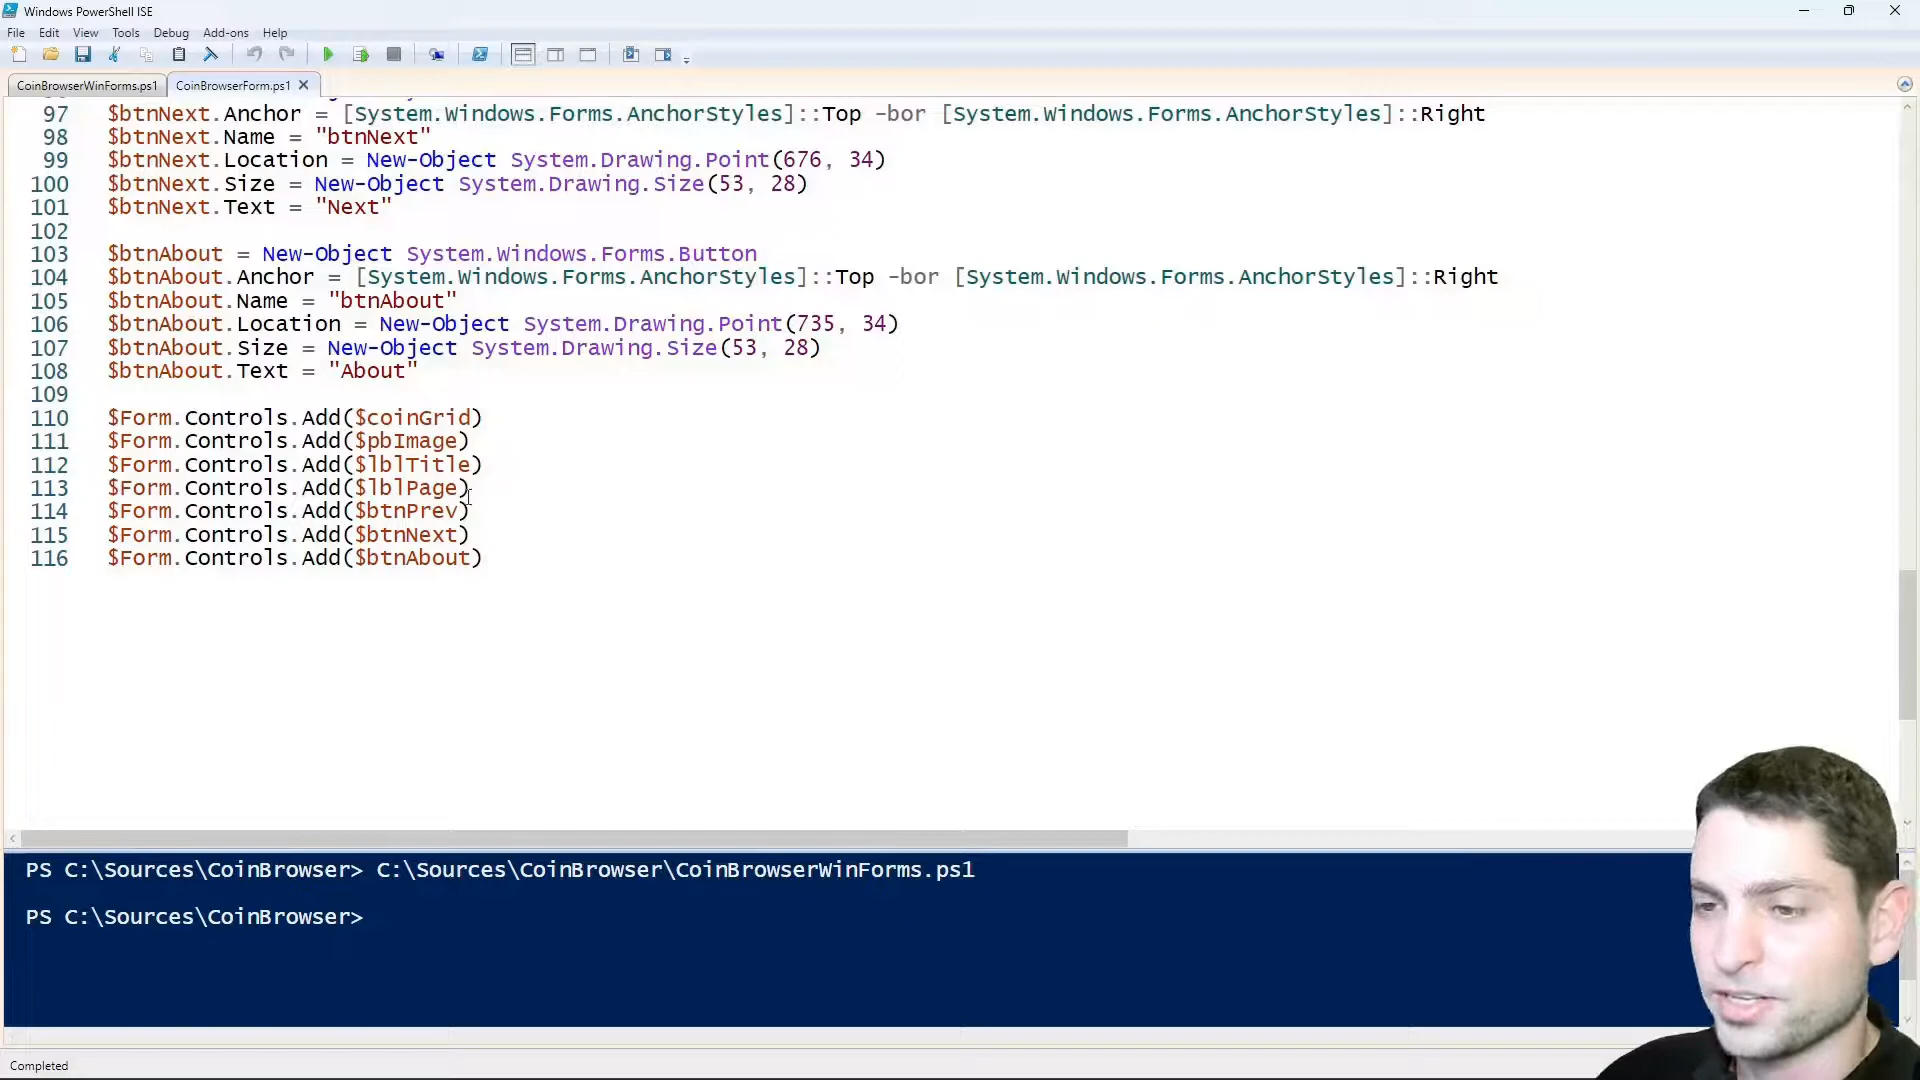 Windows PowerShell ISE
File Edit View Tools Debug Add-ons Help
CoinBrowserWinForms.ps1 CoinBrowserForm.ps1
97 $btnNext.Anchor = [System.Windows.Forms.AnchorStyles]::Top -bor [System.Windows.Forms.AnchorStyles]::Right
98 $btnNext.Name = "btnNext"
99 $btnNext.Location = New-Object System.Drawing.Point(676, 34)
100 $btnNext.Size = New-Object System.Drawing.Size(53, 28)
101 $btnNext.Text = "Next"
102
103 $btnAbout = New-Object System.Windows.Forms.Button
104 $btnAbout.Anchor = [System.Windows.Forms.AnchorStyles]::Top -bor [System.Windows.Forms.AnchorStyles]::Right
105 $btnAbout.Name = "btnAbout"
106 $btnAbout.Location = New-Object System.Drawing.Point(735, 34)
107 $btnAbout.Size = New-Object System.Drawing.Size(53, 28)
108 $btnAbout.Text = "About"
109
110 $Form.Controls.Add($coinGrid)
111 $Form.Controls.Add($pbImage)
112 $Form.Controls.Add($lblTitle)
113 $Form.Controls.Add($lblPage)
114 $Form.Controls.Add($btnPrev)
115 $Form.Controls.Add($btnNext)
116 $Form.Controls.Add($btnAbout)
PS C:\Sources\CoinBrowser> C:\Sources\CoinBrowser\CoinBrowserWinForms.ps1
PS C:\Sources\CoinBrowser>
Completed